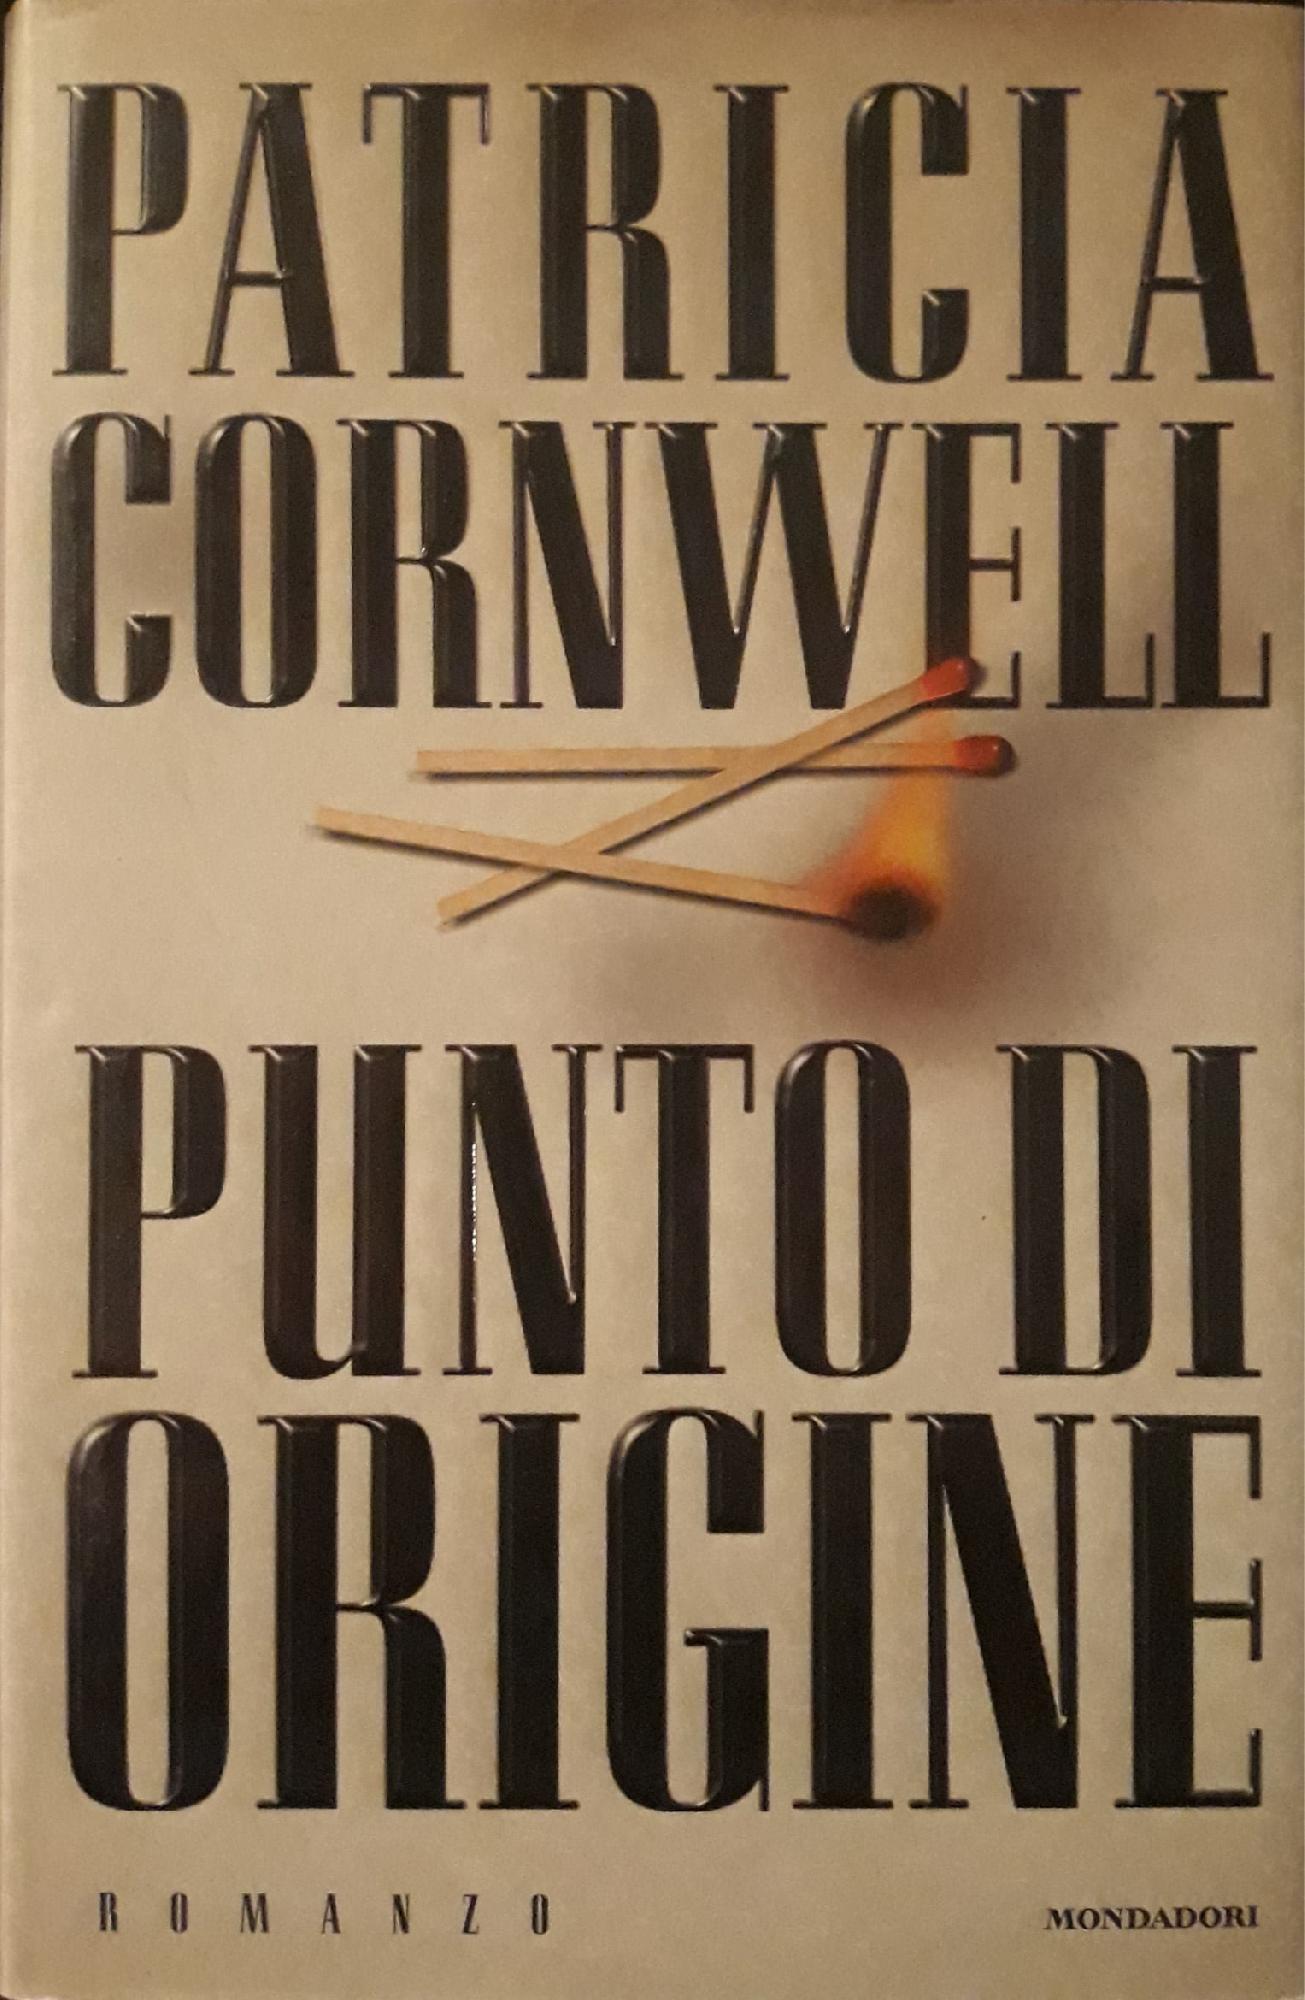 PATRICIA
CORNWELL
PUNTO DI
ORIGINE
ROMANZO
MONDADORI